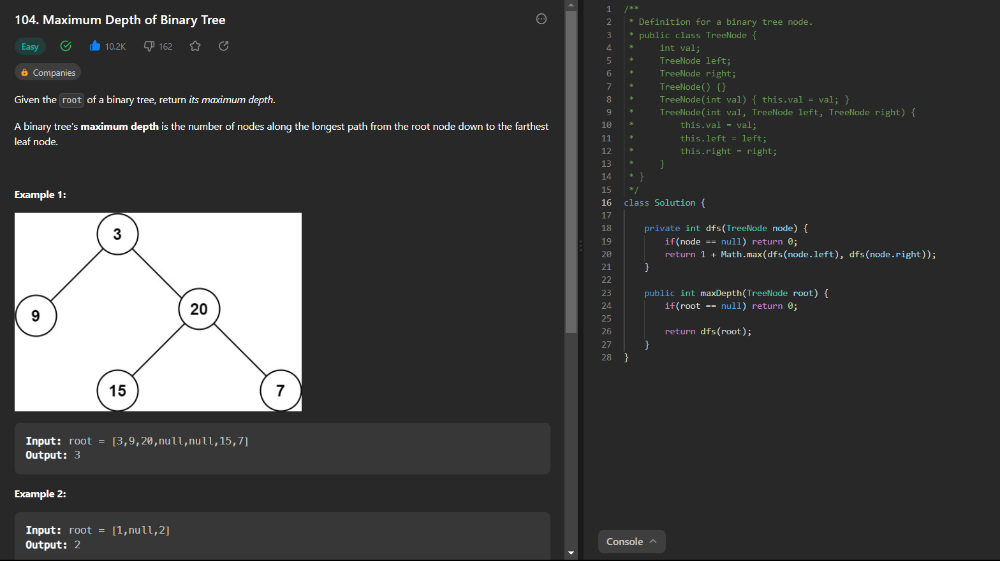 104. Maximum Depth of Binary Tree
Easy 10.2K 162
Companies
Given the root of a binary tree, return its maximum depth.
A binary tree's maximum depth is the number of nodes along the longest path from the root node down to the farthest
leaf node.
Example 1:
3
9
20
15
7
Input: root = [3,9,20,null,null,15,7]
Output: 3
Example 2:
Input: root = [1,null,2]
Output: 2
1 /**
2 * Definition for a binary tree node.
3 * public class TreeNode {
4 *     int val;
5 *     TreeNode left;
6 *     TreeNode right;
7 *     TreeNode() {}
8 *     TreeNode(int val) { this.val = val; }
9 *     TreeNode(int val, TreeNode left, TreeNode right) {
10 *         this.val = val;
11 *         this.left = left;
12 *         this.right = right;
13 *     }
14 * }
15 */
16 class Solution {
17
18     private int dfs(TreeNode node) {
19         if(node == null) return 0;
20         return 1 + Math.max(dfs(node.left), dfs(node.right));
21     }
22
23     public int maxDepth(TreeNode root) {
24         if(root == null) return 0;
25
26         return dfs(root);
27     }
28 }
Console